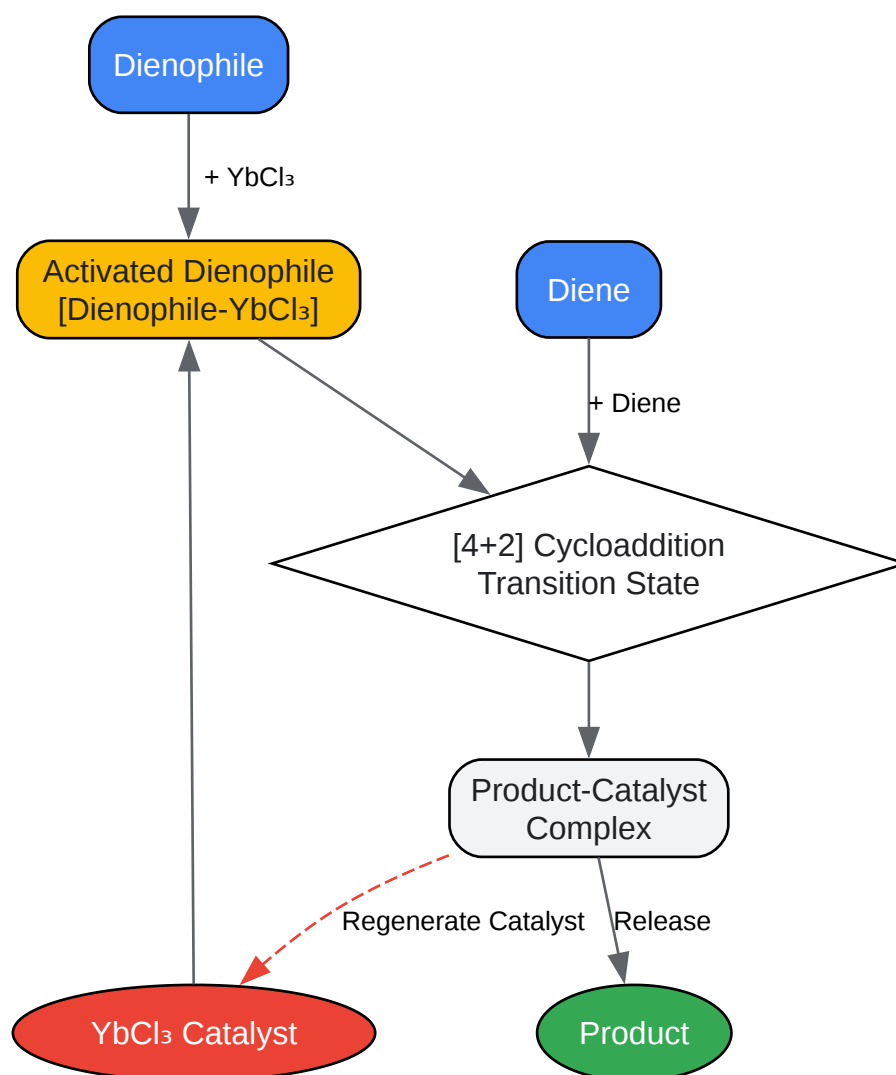 Dienophile
+ YbCl₃
Activated Dienophile
[Dienophile-YbCl₃]
Diene
+ Diene
[4+2] Cycloaddition
Transition State
Product-Catalyst
Complex
Regenerate Catalyst
Release
YbCl₃ Catalyst
Product